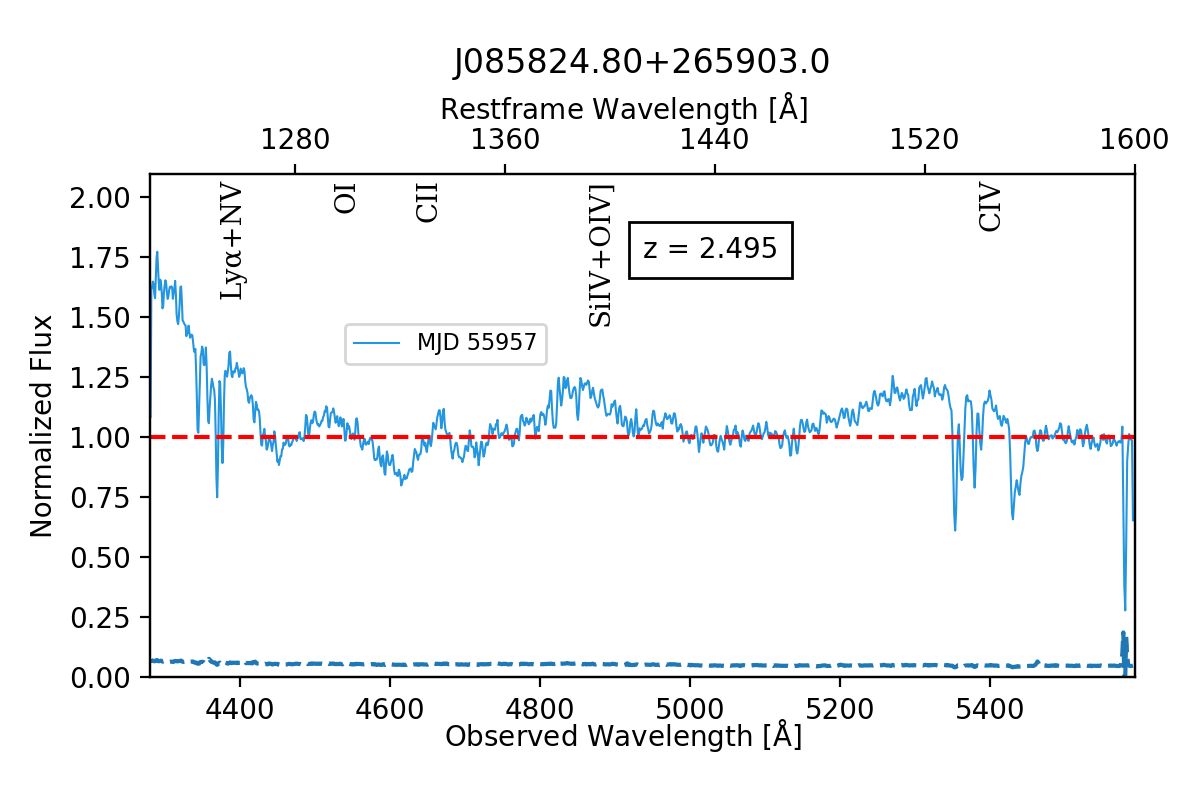 J085824.80+265903.0
Restframe Wavelength [Å]
1280 1360 1440 1520 1600
Lyα+NV
OI
CII
SiIV+OIV]
CIV
z = 2.495
MJD 55957
Normalized Flux
2.00
1.75
1.50
1.25
1.00
0.75
0.50
0.25
0.00
4400 4600 4800 5000 5200 5400
Observed Wavelength [Å]